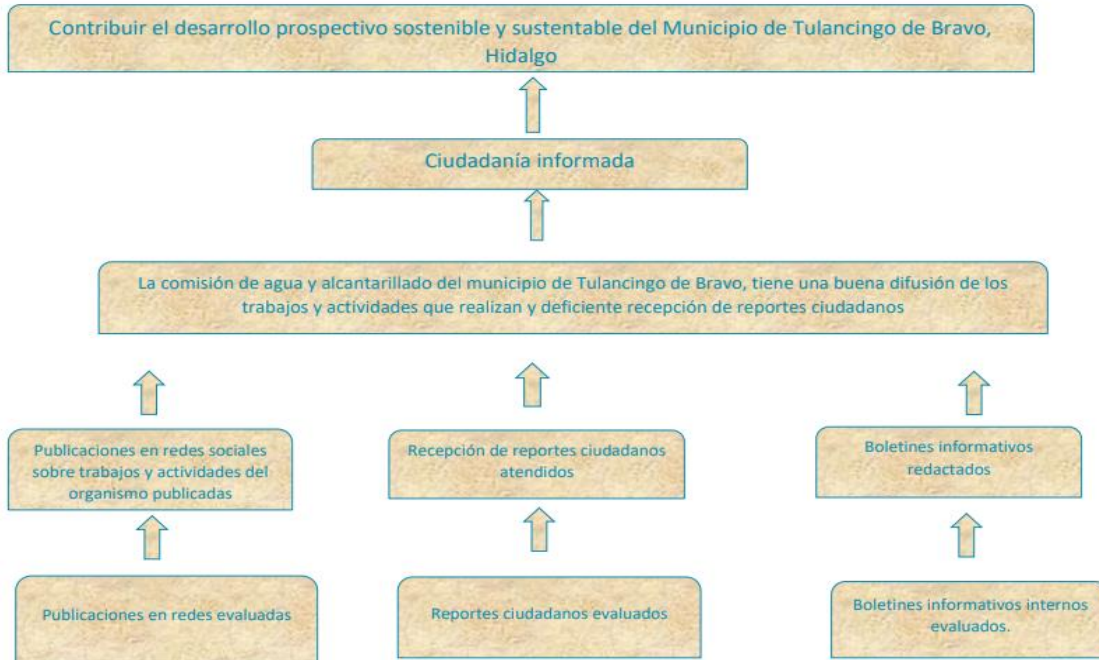 Contribuir el desarrollo prospectivo sostenible y sustentable del Municipio de Tulancingo de Bravo,
Hidalgo
Ciudadanía informada
La comisión de agua y alcantarillado del municipio de Tulancingo de Bravo, tiene una buena difusión de los
trabajos y actividades que realizan y deficiente recepción de reportes ciudadanos
Publicaciones en redes sociales
sobre trabajos y actividades del
organismo publicadas
Recepción de reportes ciudadanos
atendidos
Boletines informativos
redactados
Publicaciones en redes evaluadas
Reportes ciudadanos evaluados
Boletines informativos internos
evaluados.